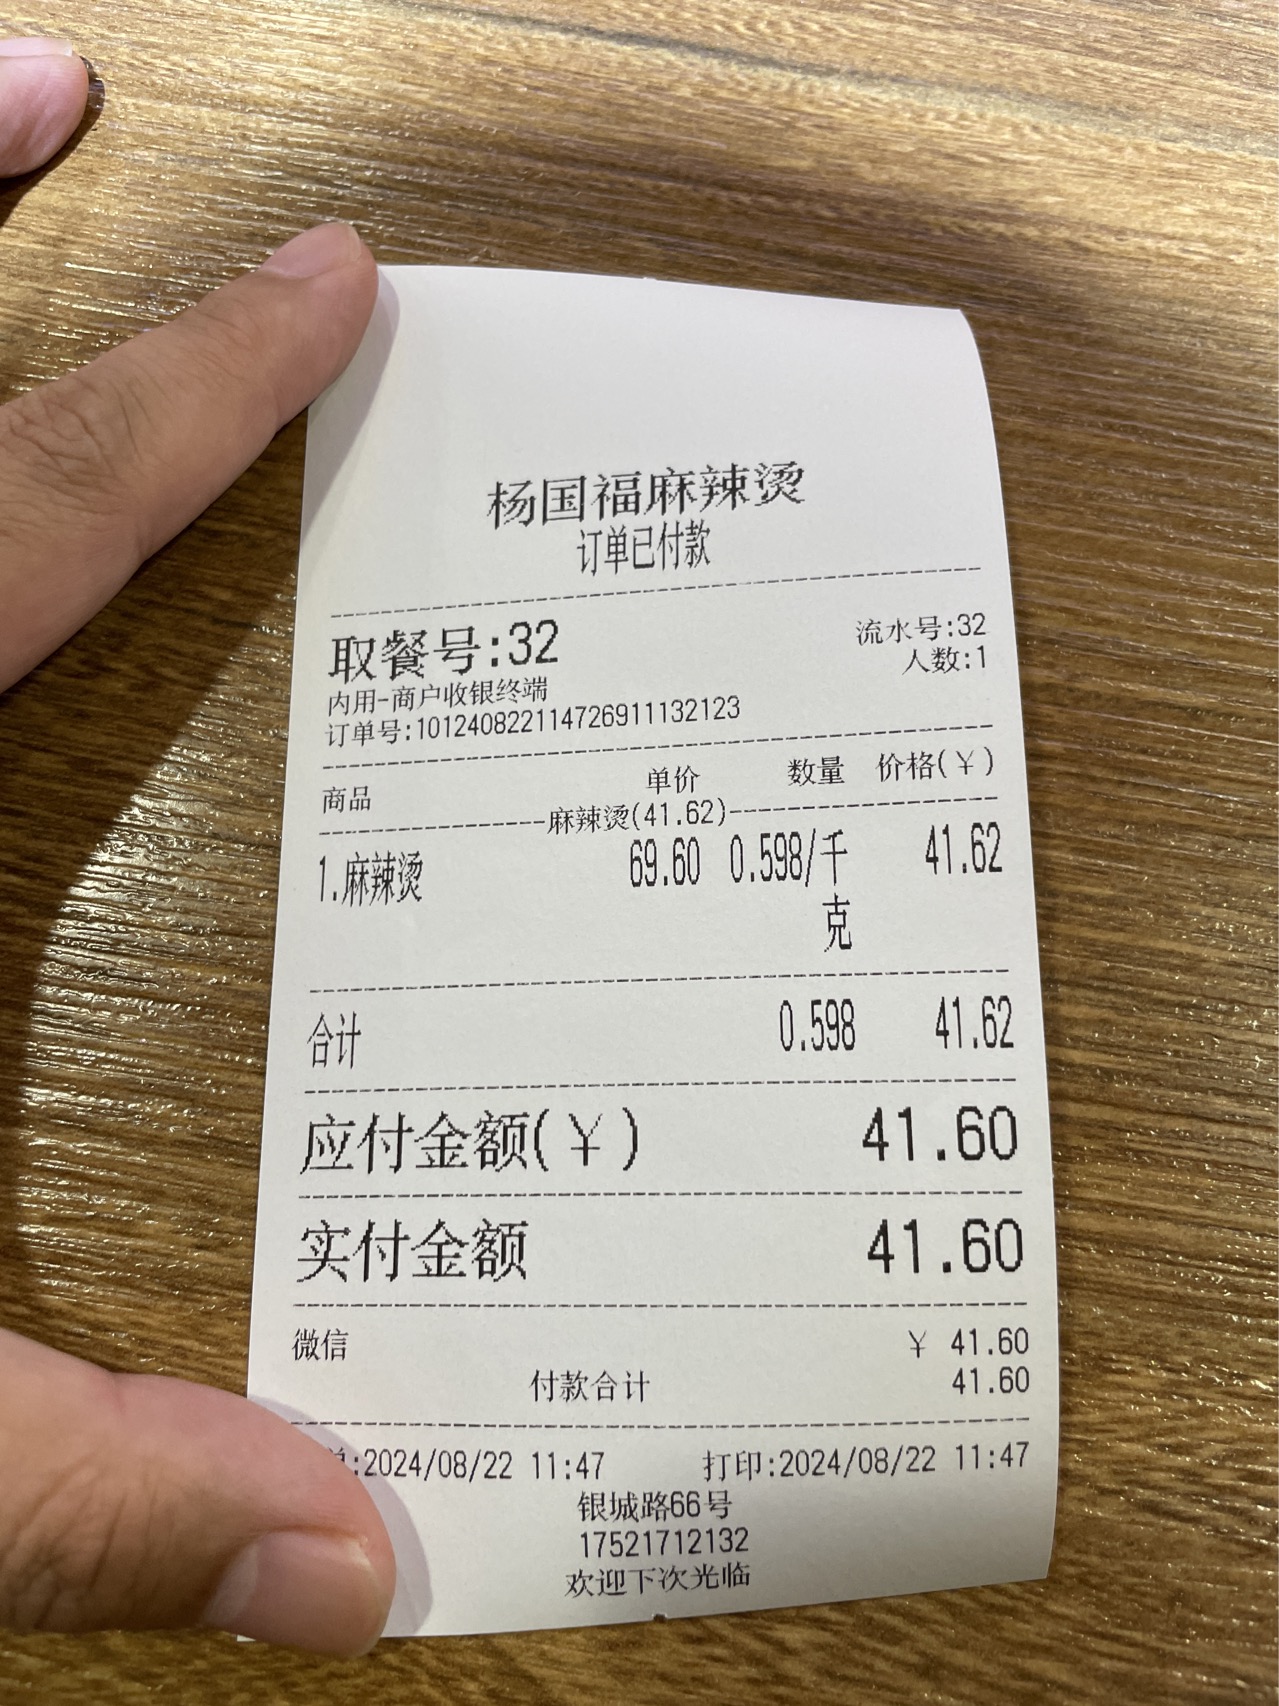 杨国福麻辣烫
订单已付款
取餐号:32 流水号:32
人数:1
内用-商户收银终端
订单号:101240822114726911132123
商品 单价 数量 价格(￥)
麻辣烫(41.62)
1.麻辣烫 69.60 0.598/千 41.62
克
合计 0.598 41.62
应付金额(￥) 41.60
实付金额 41.60
微信 ￥ 41.60
付款合计 41.60
:2024/08/22 11:47 打印:2024/08/22 11:47
银城路66号
17521712132
欢迎下次光临